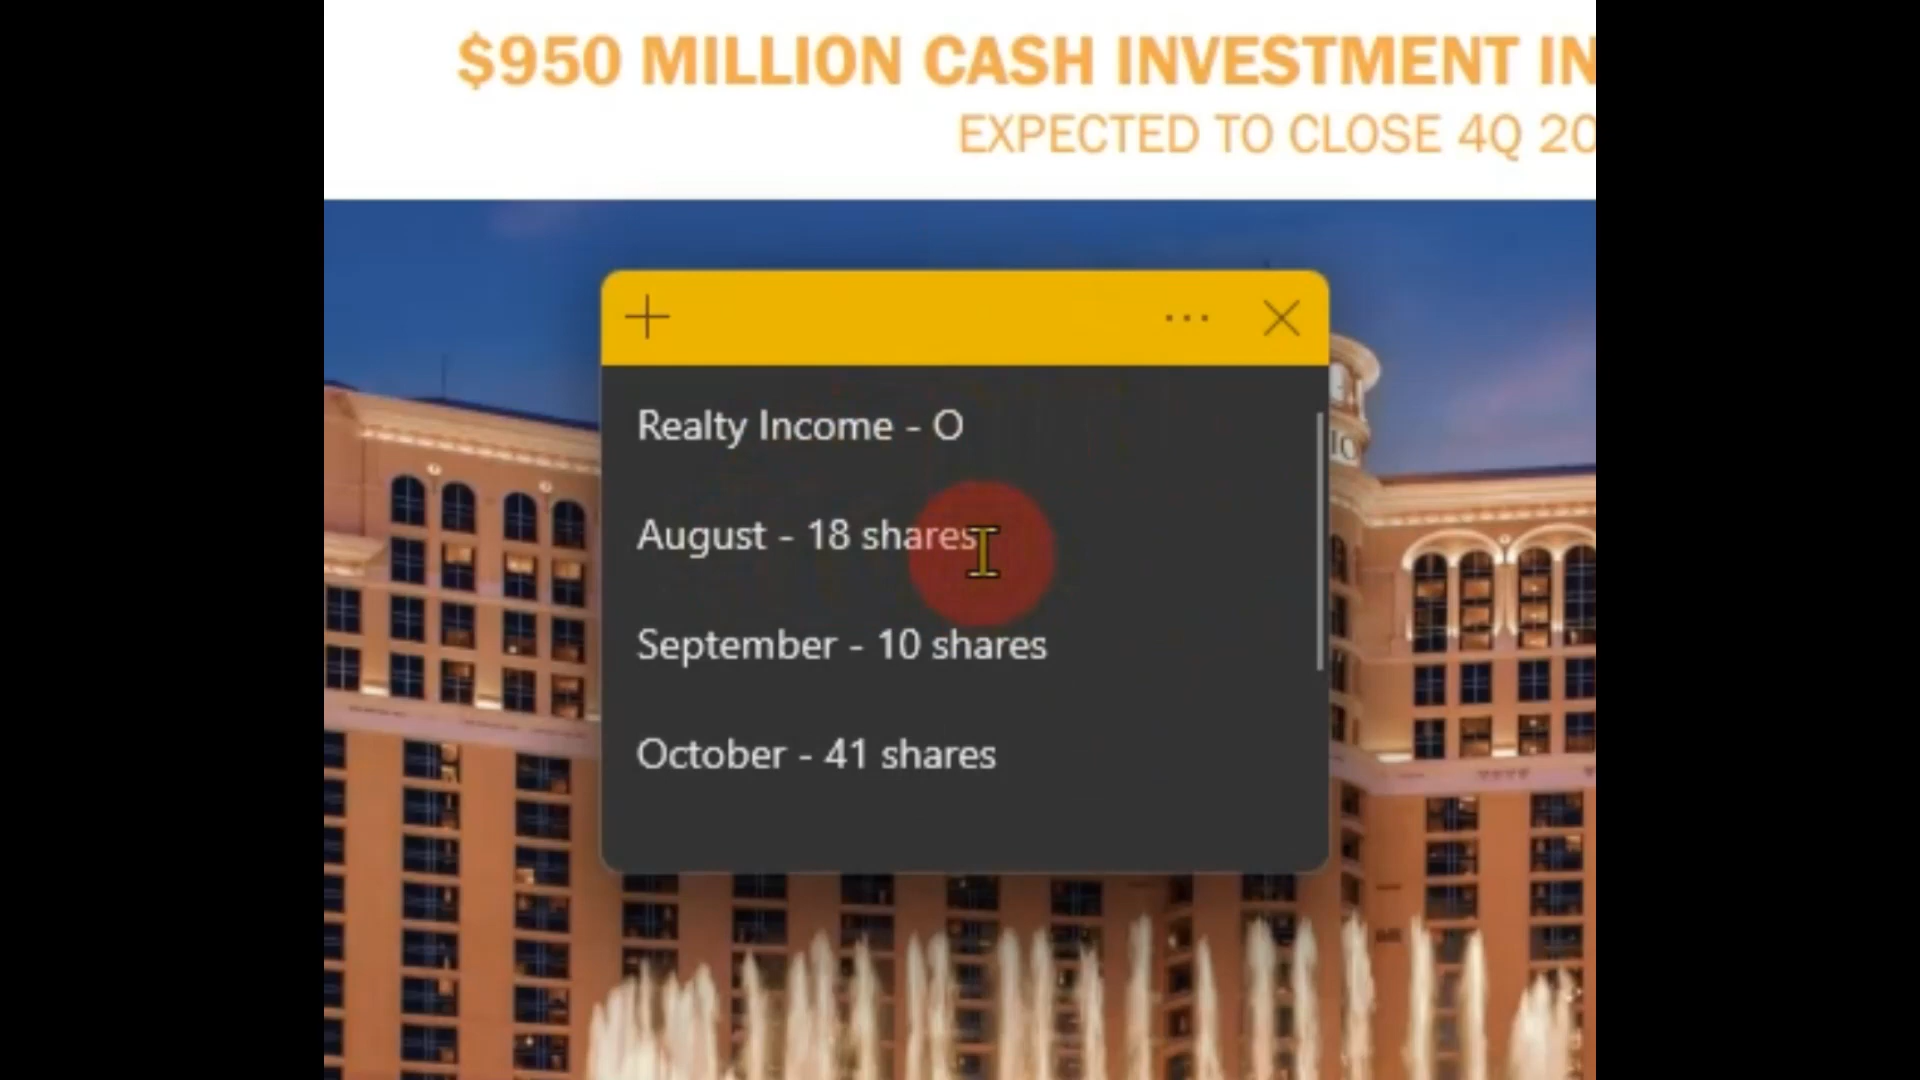 $950 MILLION CASH INVESTMENT IN
EXPECTED TO CLOSE 4Q 20
Realty Income - O
August - 18 shares
September - 10 shares
October - 41 shares
IO